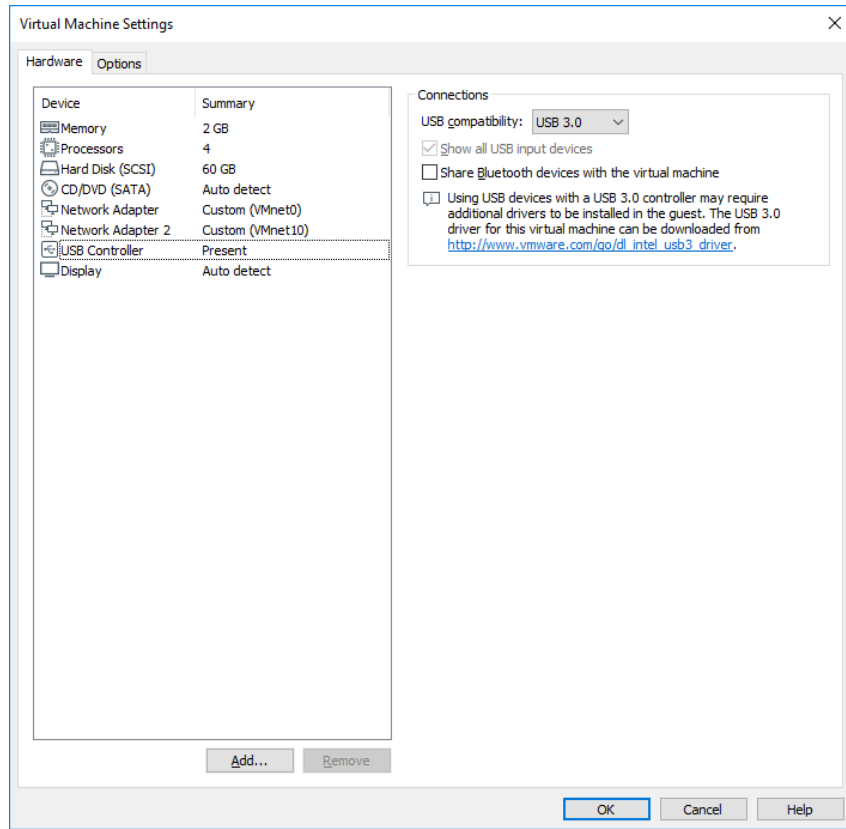 Virtual Machine Settings
Hardware Options
Device Summary
Memory 2 GB
Processors 4
Hard Disk (SCSI) 60 GB
CD/DVD (SATA) Auto detect
Network Adapter Custom (VMnet0)
Network Adapter 2 Custom (VMnet10)
USB Controller Present
Display Auto detect
Add... Remove
Connections
USB compatibility: USB 3.0
Show all USB input devices
Share Bluetooth devices with the virtual machine
Using USB devices with a USB 3.0 controller may require
additional drivers to be installed in the guest. The USB 3.0
driver for this virtual machine can be downloaded from
http://www.vmware.com/go/dl_intel_usb3_driver.
OK Cancel Help